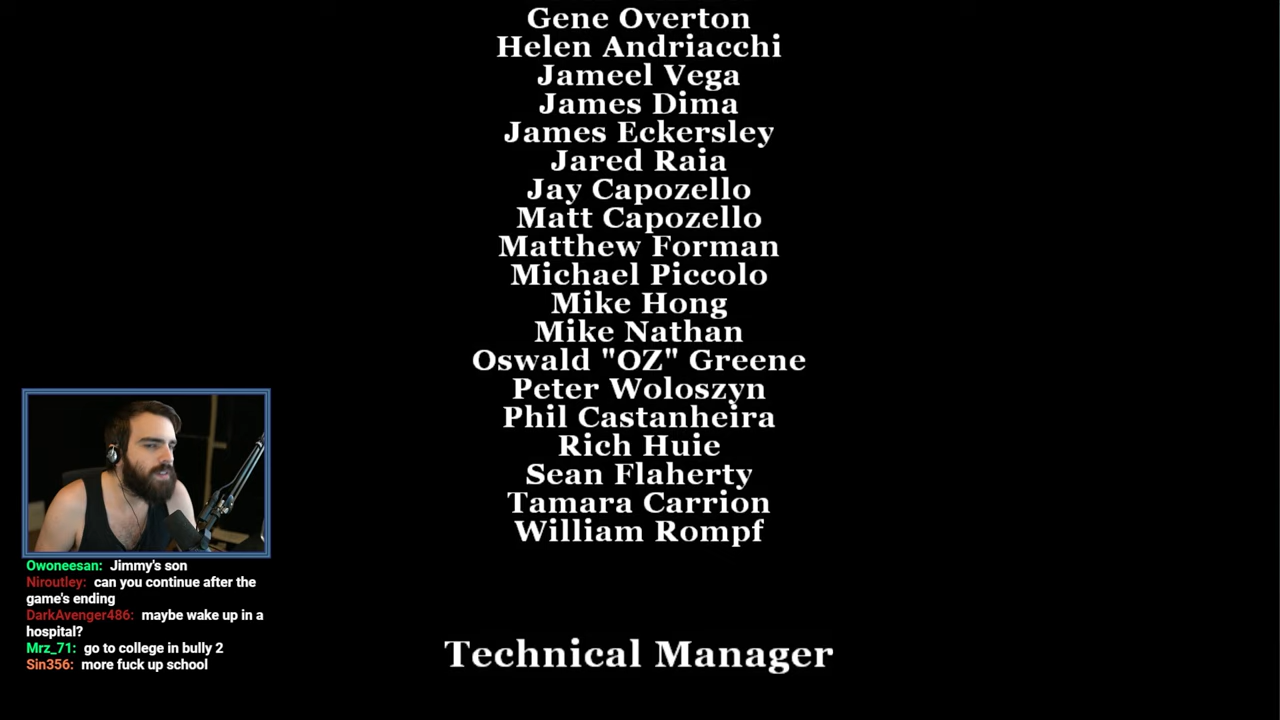 Gene Overton
Helen Andriacchi
Jameel Vega
James Dima
James Eckersley
Jared Raia
Jay Capozello
Matt Capozello
Matthew Forman
Michael Piccolo
Mike Hong
Mike Nathan
Oswald "OZ" Greene
Peter Woloszyn
Phil Castanheira
Rich Huie
Sean Flaherty
Tamara Carrion
William Rompf
Technical Manager
Owoneesan: Jimmy's son
Niroutley: can you continue after the
game's ending
DarkAvenger486: maybe wake up in a
hospital?
Mrz_71: go to college in bully 2
Sin356: more fuck up school